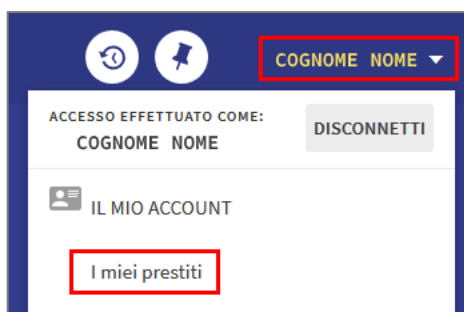 COGNOME NOME
ACCESSO EFFETTUATO COME:
COGNOME NOME
DISCONNETTI
IL MIO ACCOUNT
I miei prestiti